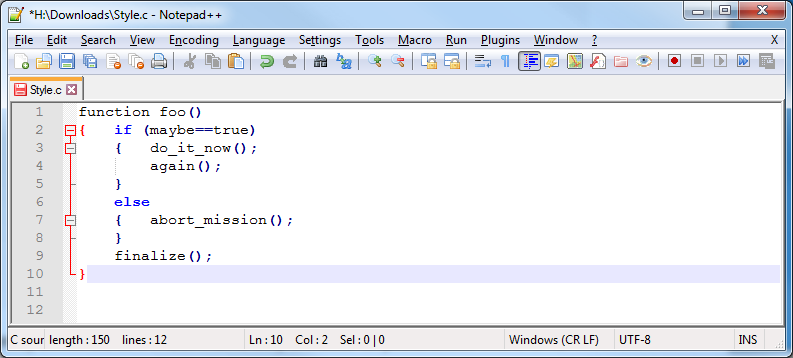 *H:\Downloads\Style.c - Notepad++
File Edit Search View Encoding Language Settings Tools Macro Run Plugins Window ? X
Style.c
1 function foo()
2 {    if (maybe==true)
3     {   do_it_now();
4         again();
5     }
6     else
7     {   abort_mission();
8     }
9     finalize();
10 }
11
12
C sour length : 150 lines : 12 Ln : 10 Col : 2 Sel : 0 | 0 Windows (CR LF) UTF-8 INS